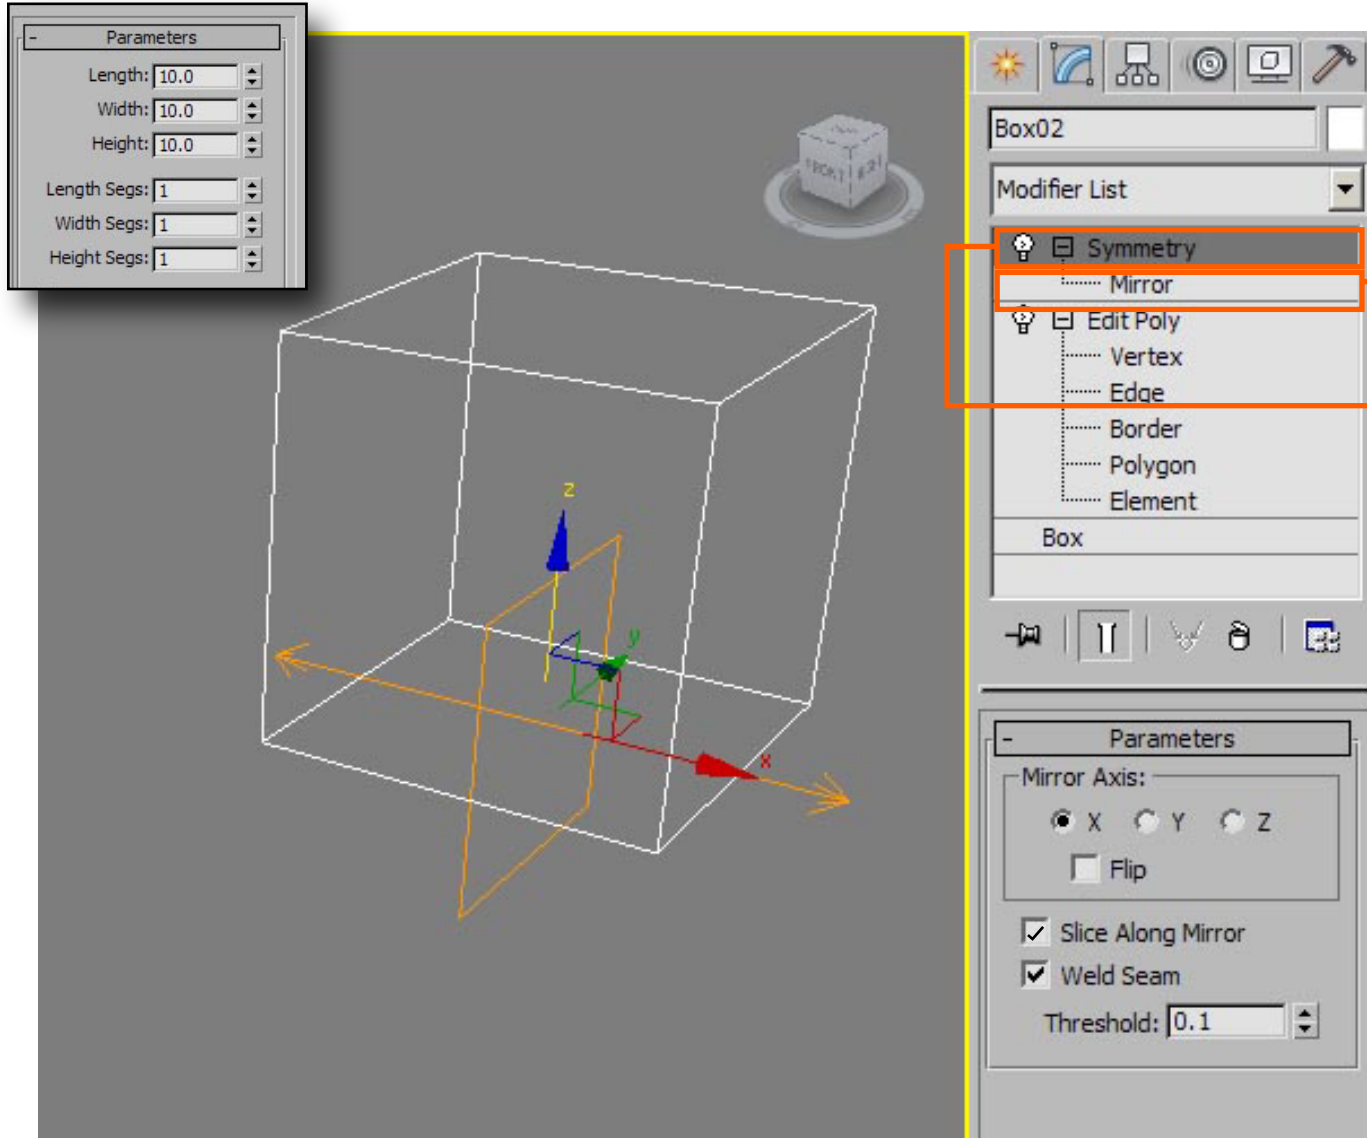 - Parameters
Length: 10.0
Width: 10.0
Height: 10.0
Length Segs: 1
Width Segs: 1
Height Segs: 1
FRONT
z
y
x
Box02
Modifier List
Symmetry
Mirror
Edit Poly
Vertex
Edge
Border
Polygon
Element
Box
- Parameters
Mirror Axis:
X Y Z
Flip
Slice Along Mirror
Weld Seam
Threshold: 0.1